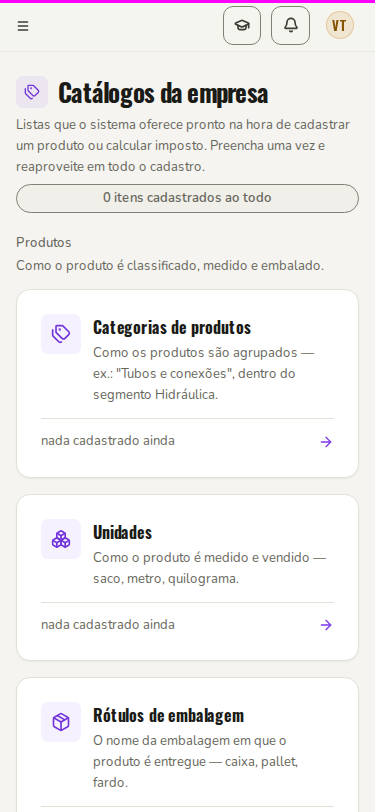 VT
Catálogos da empresa
Listas que o sistema oferece pronto na hora de cadastrar
um produto ou calcular imposto. Preencha uma vez e
reaproveite em todo o cadastro.
0 itens cadastrados ao todo
Produtos
Como o produto é classificado, medido e embalado.
Categorias de produtos
Como os produtos são agrupados —
ex.: "Tubos e conexões", dentro do
segmento Hidráulica.
nada cadastrado ainda
Unidades
Como o produto é medido e vendido —
saco, metro, quilograma.
nada cadastrado ainda
Rótulos de embalagem
O nome da embalagem em que o
produto é entregue — caixa, pallet,
fardo.